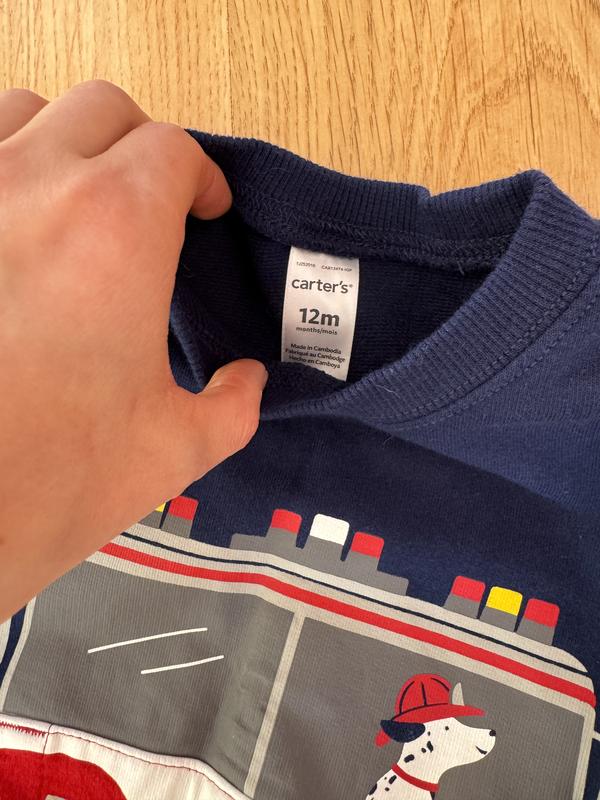 carter's®
12m
months/mois
Made in Cambodia
Fabriqué au Cambodge
Hecho en Camboya